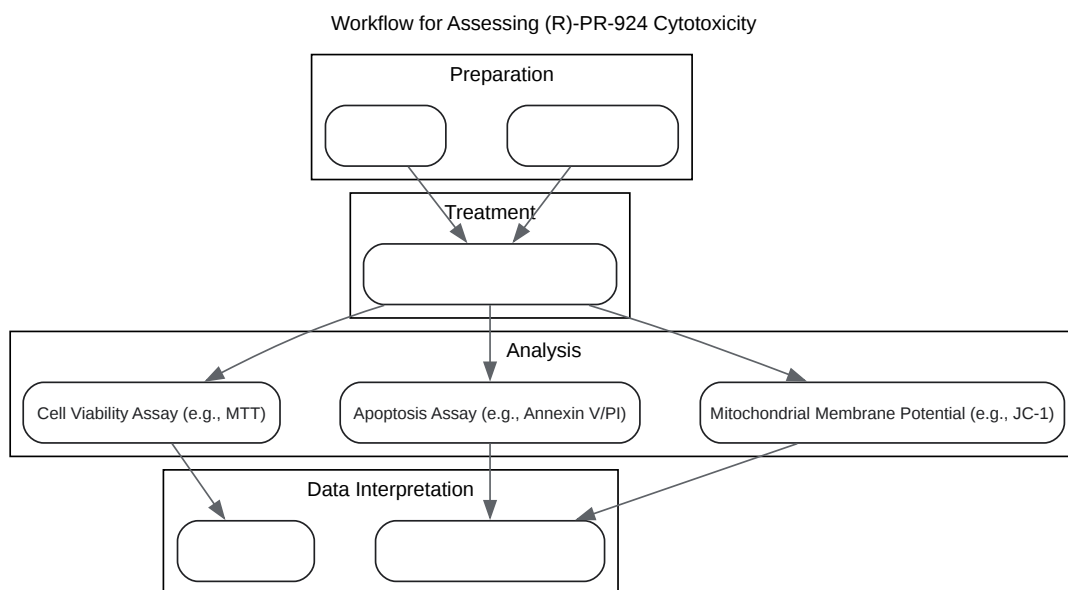 Workflow for Assessing (R)-PR-924 Cytotoxicity
Preparation
Treatment
Analysis
Cell Viability Assay (e.g., MTT)
Apoptosis Assay (e.g., Annexin V/PI)
Mitochondrial Membrane Potential (e.g., JC-1)
Data Interpretation